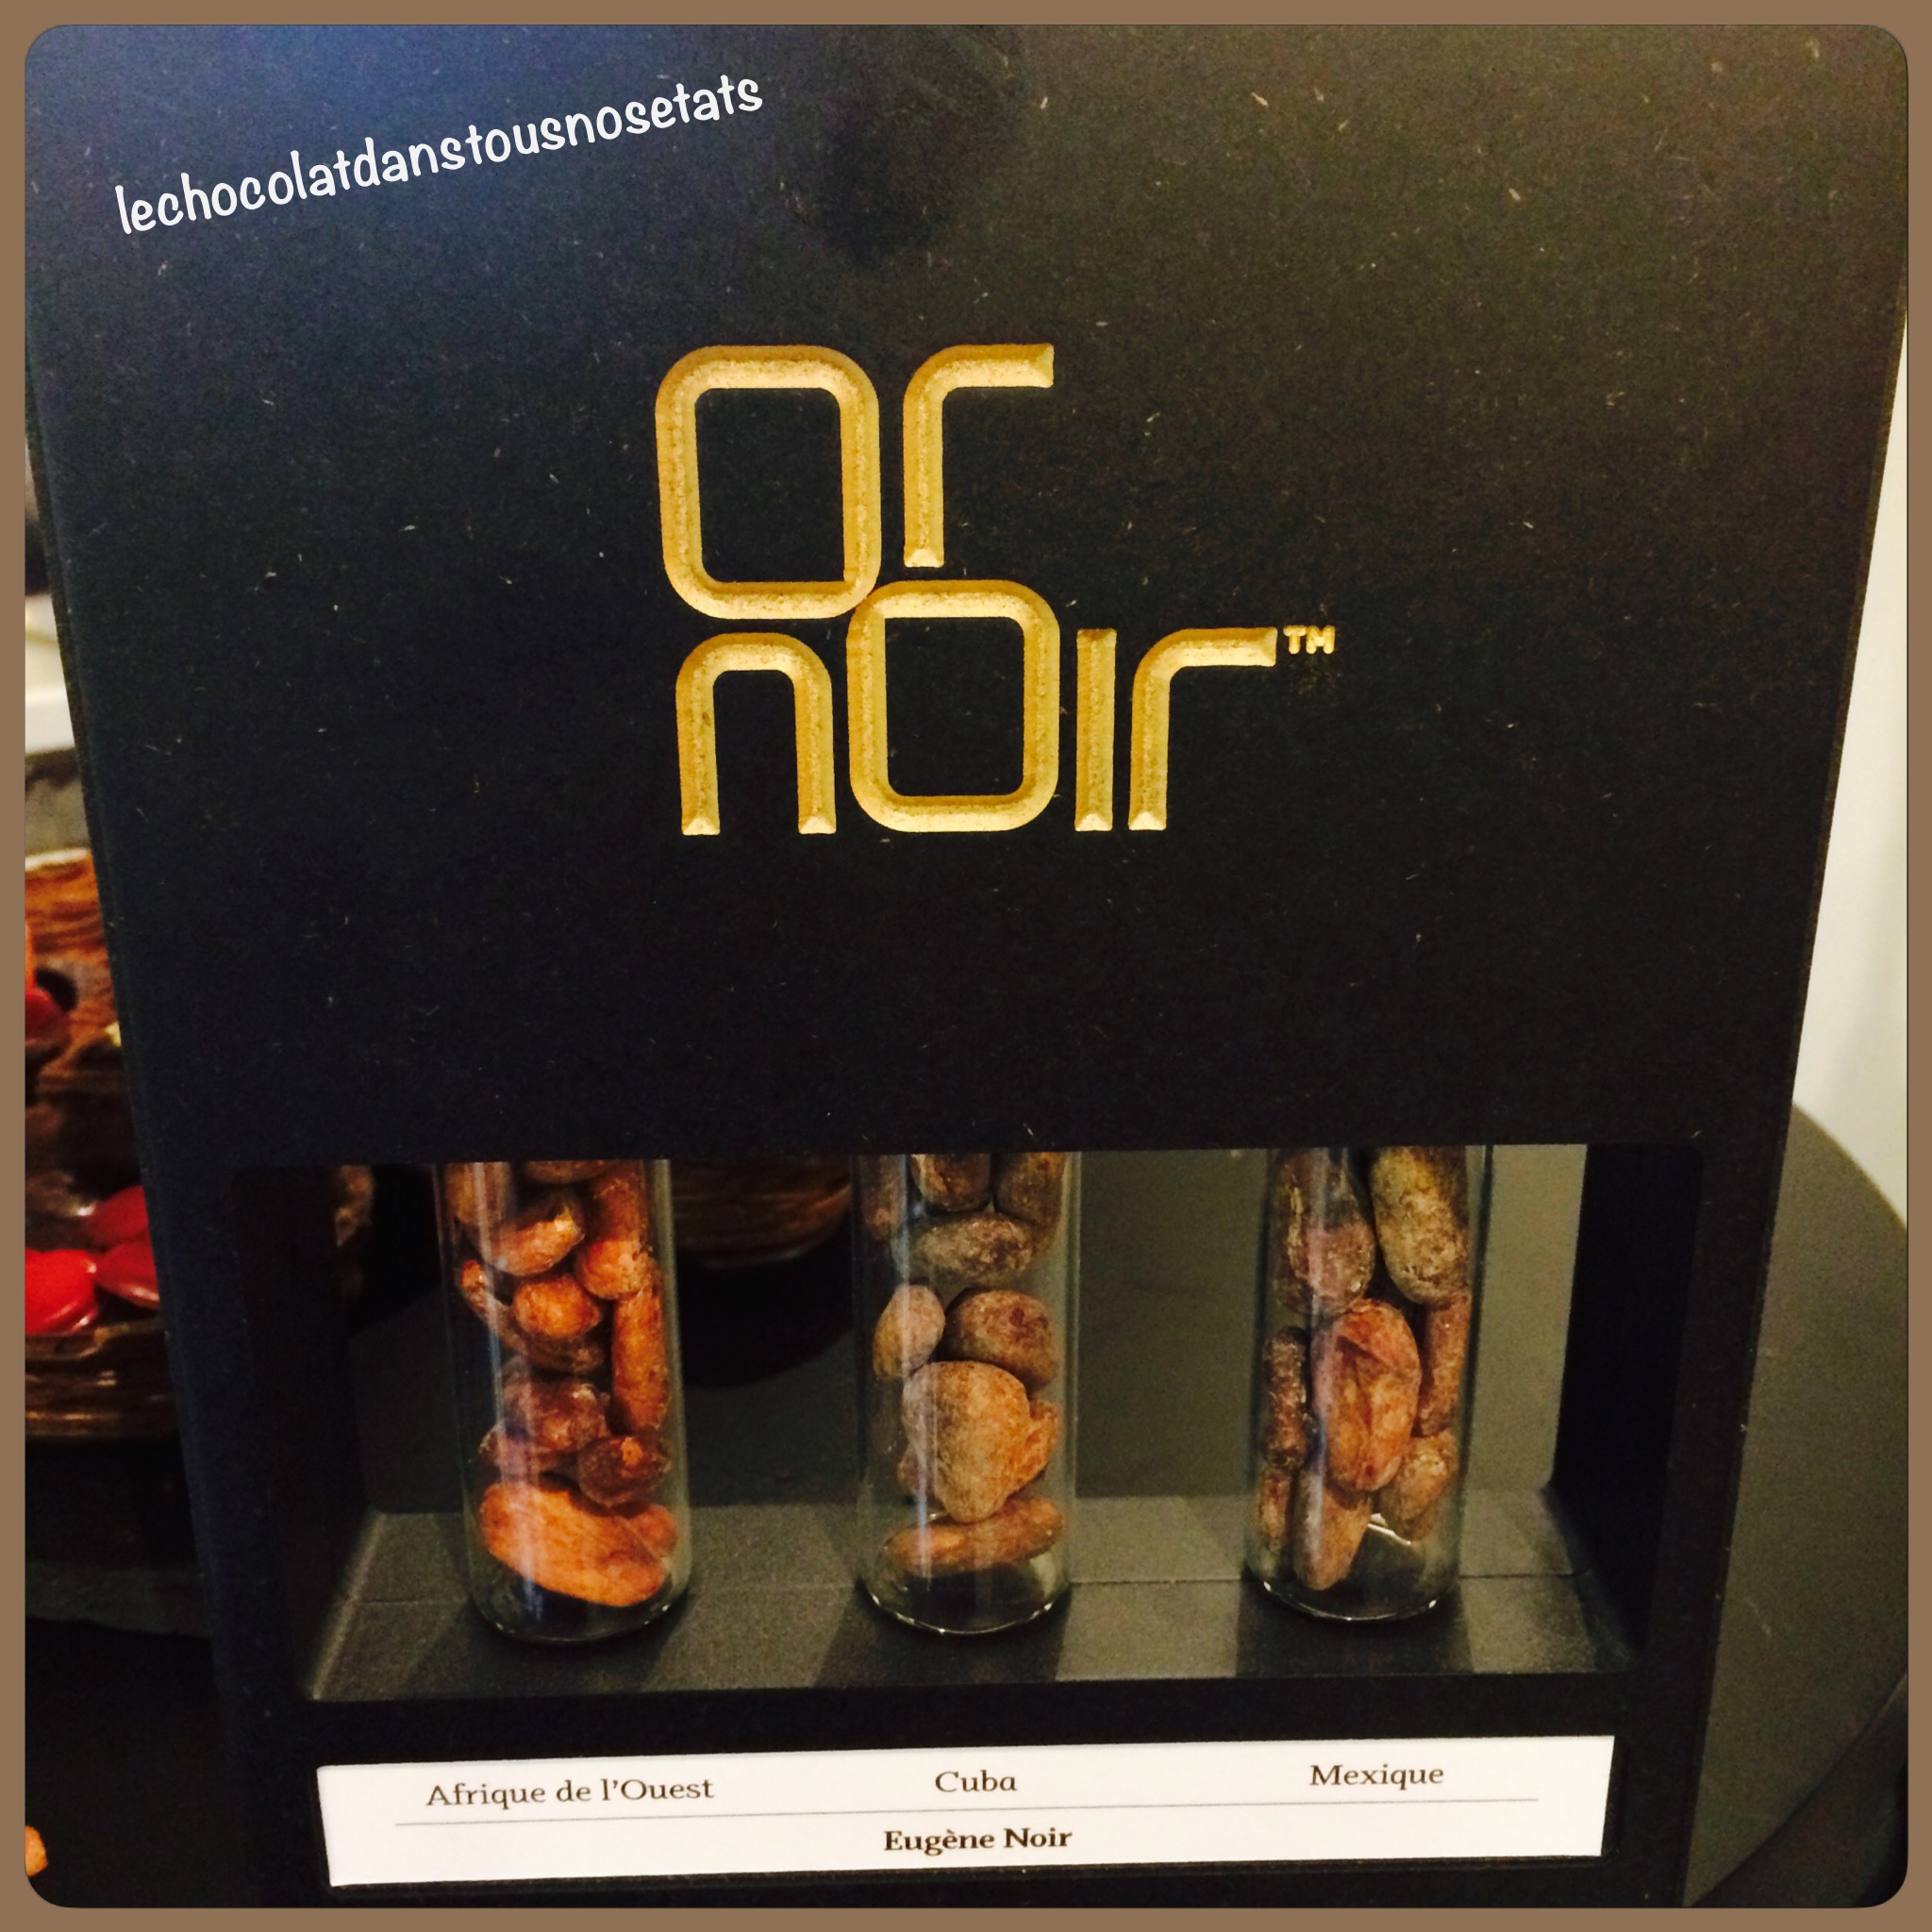 lechocolatdanstousnosetats
or
noir™
Afrique de l'Ouest Cuba Mexique
Eugène Noir